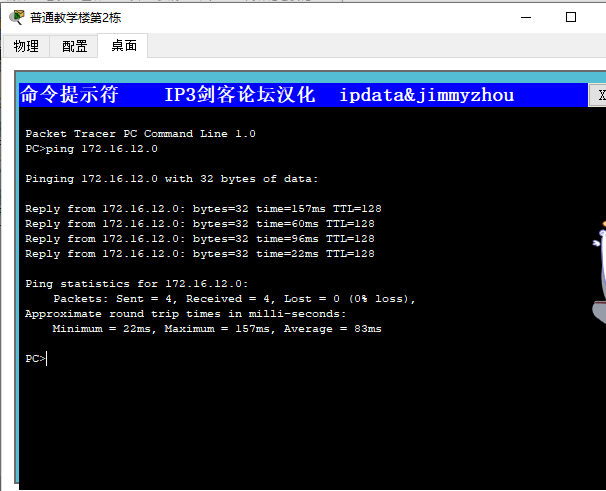 普通教学楼第2栋
物理 配置 桌面
命令提示符 IP3剑客论坛汉化 ipdata&jimmyzhou
X
Packet Tracer PC Command Line 1.0
PC>ping 172.16.12.0
Pinging 172.16.12.0 with 32 bytes of data:
Reply from 172.16.12.0: bytes=32 time=157ms TTL=128
Reply from 172.16.12.0: bytes=32 time=60ms TTL=128
Reply from 172.16.12.0: bytes=32 time=96ms TTL=128
Reply from 172.16.12.0: bytes=32 time=22ms TTL=128
Ping statistics for 172.16.12.0:
Packets: Sent = 4, Received = 4, Lost = 0 (0% loss),
Approximate round trip times in milli-seconds:
Minimum = 22ms, Maximum = 157ms, Average = 83ms
PC>